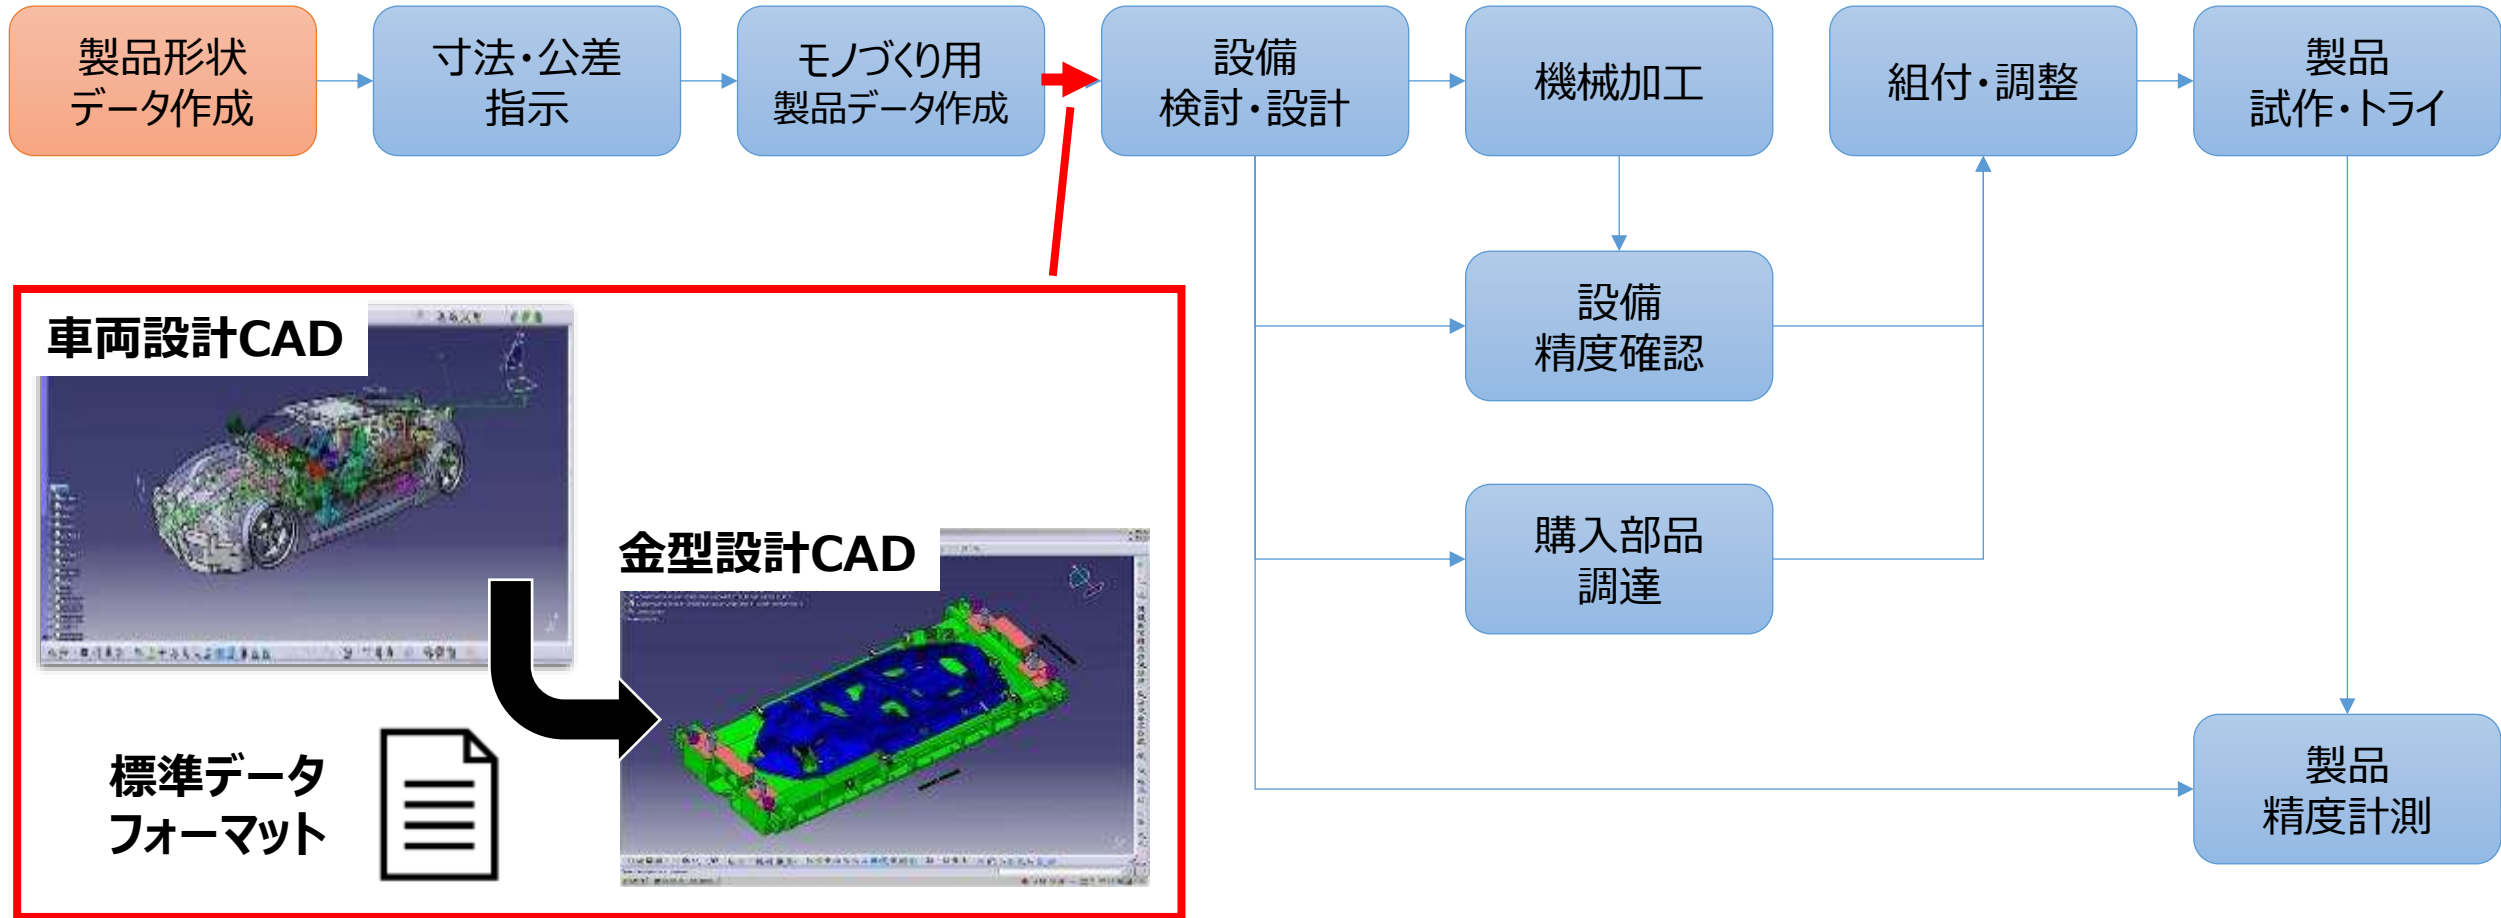 製品形状
データ作成
寸法・公差
指示
モノづくり用
製品データ作成
設備
検討・設計
機械加工
組付・調整
製品
試作・トライ
設備
精度確認
購入部品
調達
製品
精度計測
車両設計CAD
金型設計CAD
標準データ
フォーマット